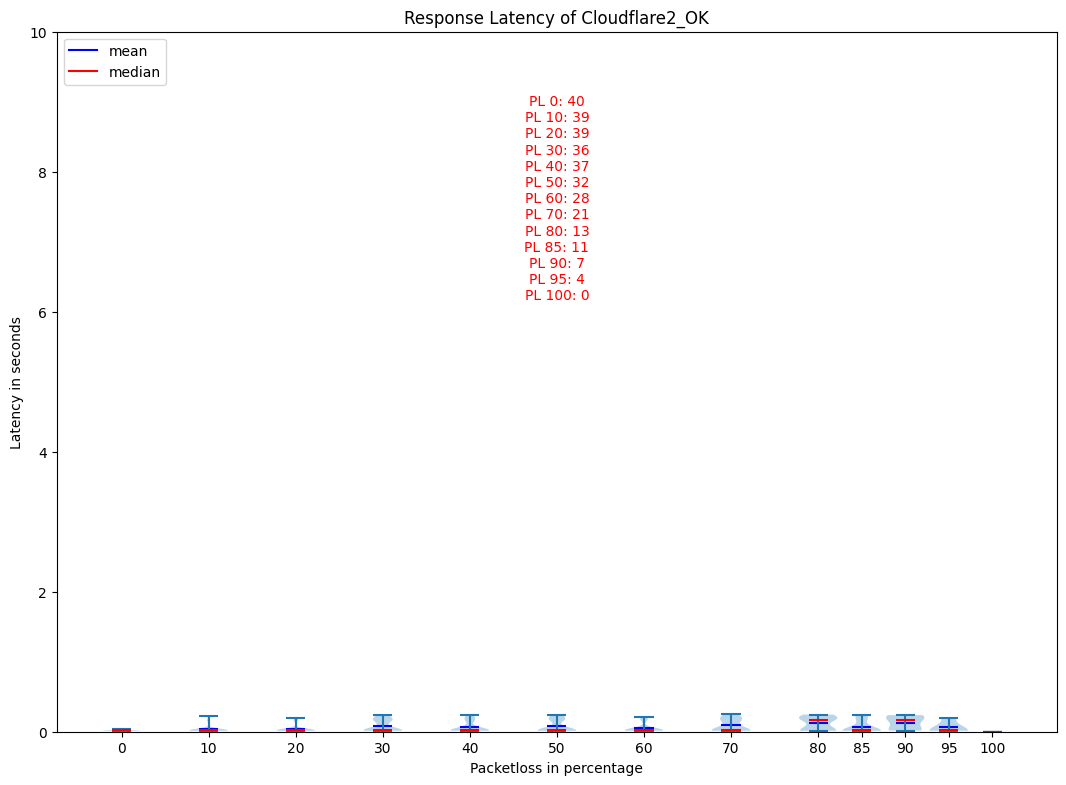 Response Latency of Cloudflare2_OK
10
8
6
4
2
0
Latency in seconds
mean
median
PL 0: 40
PL 10: 39
PL 20: 39
PL 30: 36
PL 40: 37
PL 50: 32
PL 60: 28
PL 70: 21
PL 80: 13
PL 85: 11
PL 90: 7
PL 95: 4
PL 100: 0
0 10 20 30 40 50 60 70 80 85 90 95 100
Packetloss in percentage